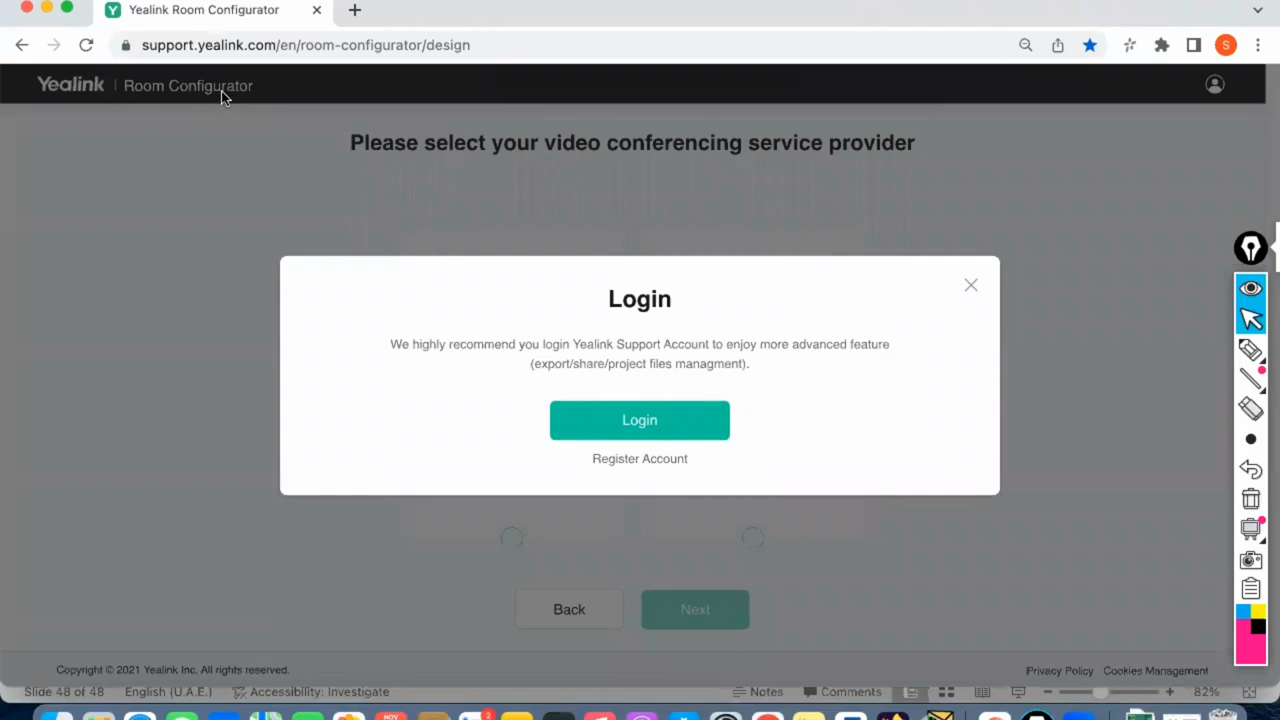 Yealink Room Configurator
support.yealink.com/en/room-configurator/design
S
Yealink | Room Configurator
Please select your video conferencing service provider
Login
We highly recommend you login Yealink Support Account to enjoy more advanced feature
(export/share/project files managment).
Login
Register Account
Back
Next
Copyright © 2021 Yealink Inc. All rights reserved.
Privacy Policy Cookies Management
Slide 48 of 48 English (U.A.E.) Accessibility: Investigate Notes Comments 82%
NOV
2